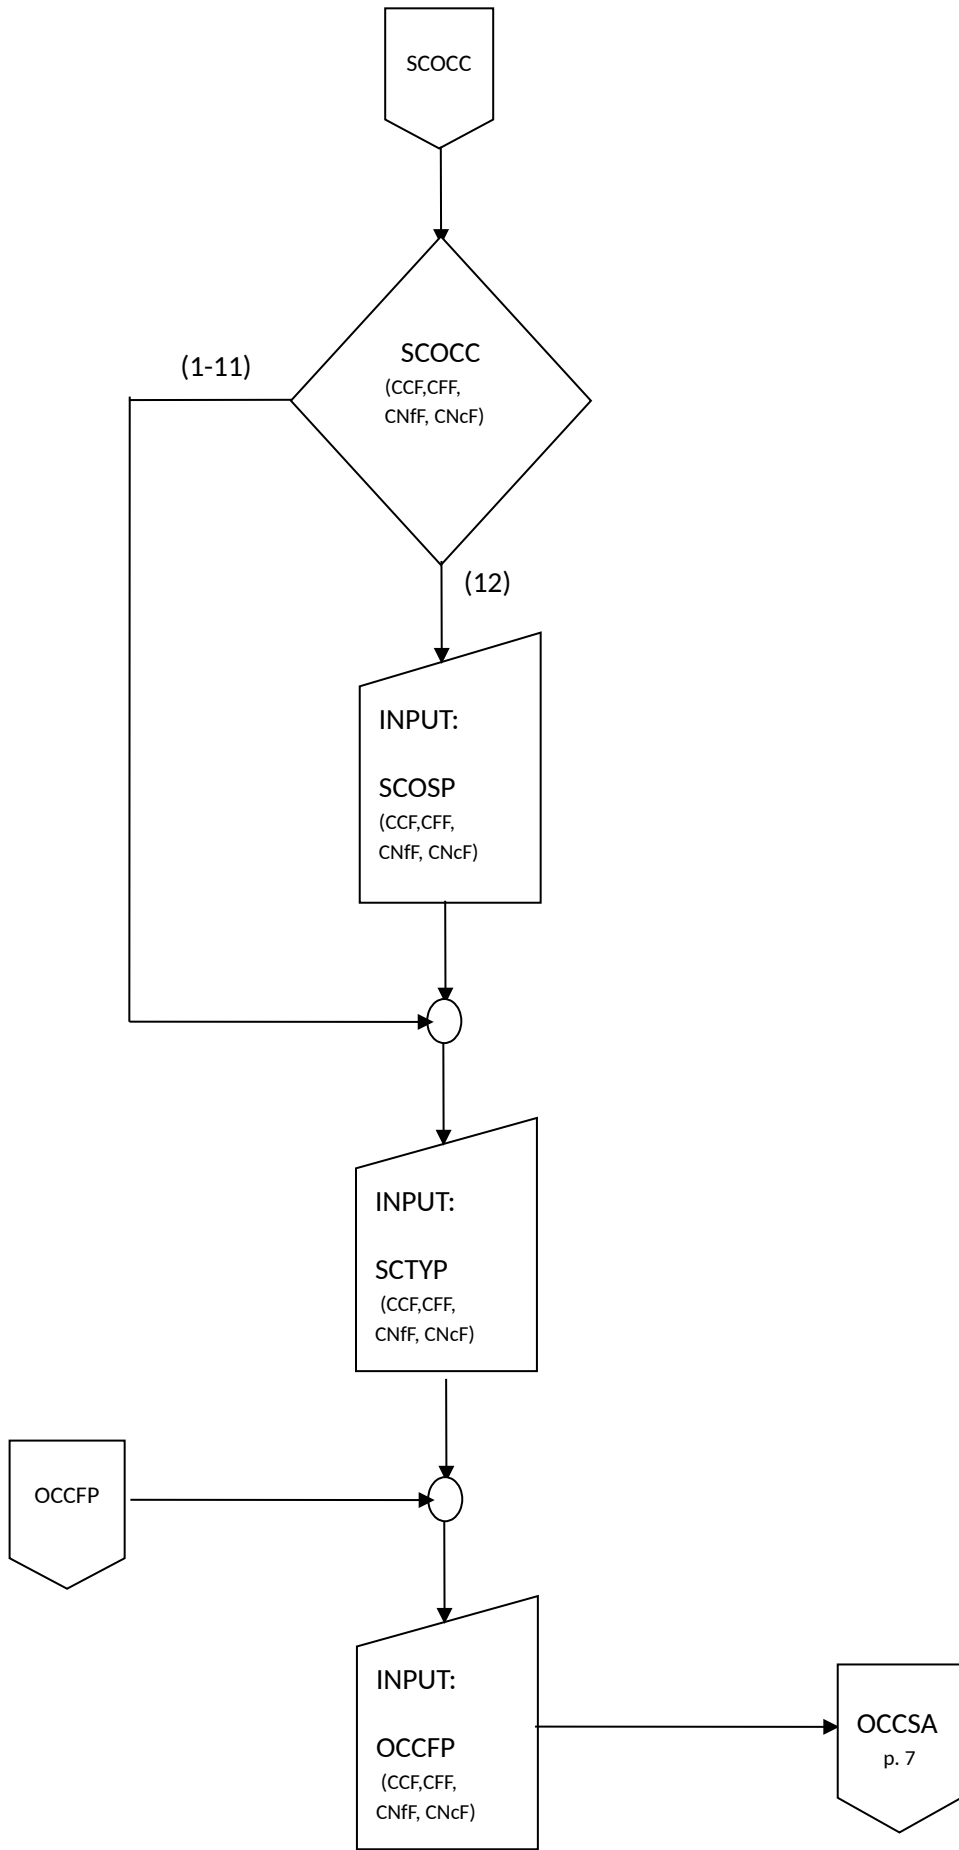 SCOCC
(1-11)
SCOCC
(CCF,CFF,
CNfF, CNcF)
(12)
INPUT:
SCOSP
(CCF,CFF,
CNfF, CNcF)
INPUT:
SCTYP
(CCF,CFF,
CNfF, CNcF)
OCCFP
INPUT:
OCCFP
(CCF,CFF,
CNfF, CNcF)
OCCSA
p. 7